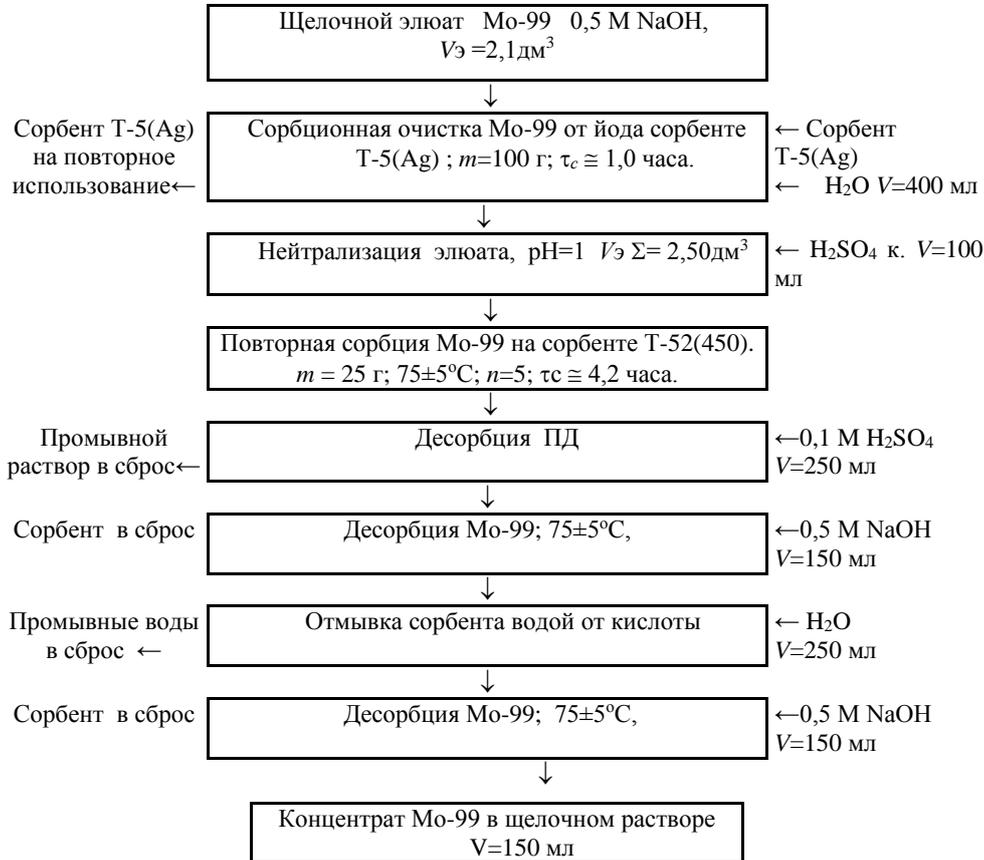 Щелочной элюат Мо-99 0,5 М NaOH,
Vэ =2,1дм³
↓
Сорбент Т-5(Ag)
на повторное
использование←
Сорбционная очистка Мо-99 от йода сорбенте
Т-5(Ag) ; m=100 г; τc ≅ 1,0 часа.
← Сорбент
Т-5(Ag)
← H₂O V=400 мл
↓
Нейтрализация элюата, рН=1 Vэ Σ= 2,50дм³
← H₂SO₄ к. V=100
мл
↓
Повторная сорбция Мо-99 на сорбенте Т-52(450).
m = 25 г; 75±5°С; n=5; τс ≅ 4,2 часа.
↓
Промывной
раствор в сброс←
Десорбция ПД
←0,1 М H₂SO₄
V=250 мл
↓
Сорбент в сброс
Десорбция Мо-99; 75±5°С,
←0,5 М NaOH
V=150 мл
↓
Промывные воды
в сброс ←
Отмывка сорбента водой от кислоты
← H₂O
V=250 мл
↓
Сорбент в сброс
Десорбция Мо-99; 75±5°С,
←0,5 М NaOH
V=150 мл
↓
Концентрат Мо-99 в щелочном растворе
V=150 мл